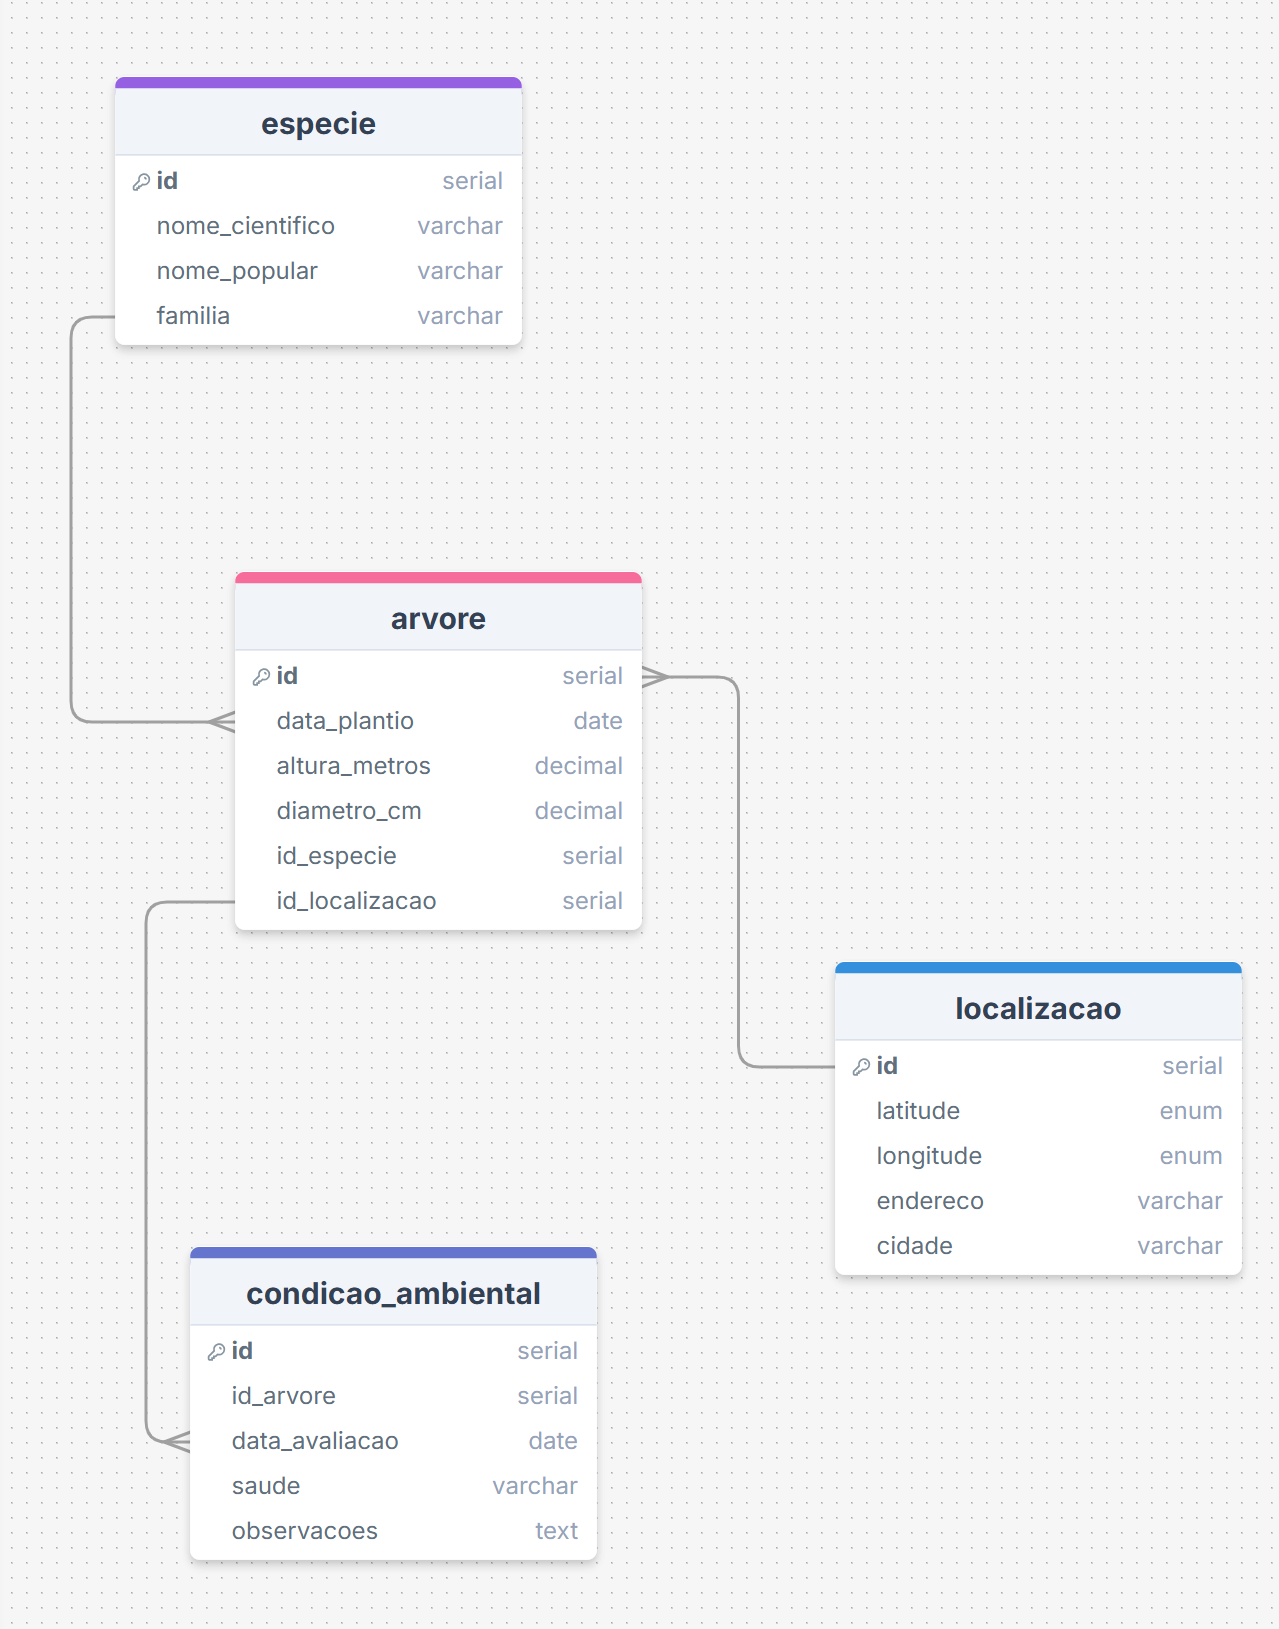 especie
id serial
nome_cientifico varchar
nome_popular varchar
familia varchar
arvore
id serial
data_plantio date
altura_metros decimal
diametro_cm decimal
id_especie serial
id_localizacao serial
localizacao
id serial
latitude enum
longitude enum
endereco varchar
cidade varchar
condicao_ambiental
id serial
id_arvore serial
data_avaliacao date
saude varchar
observacoes text